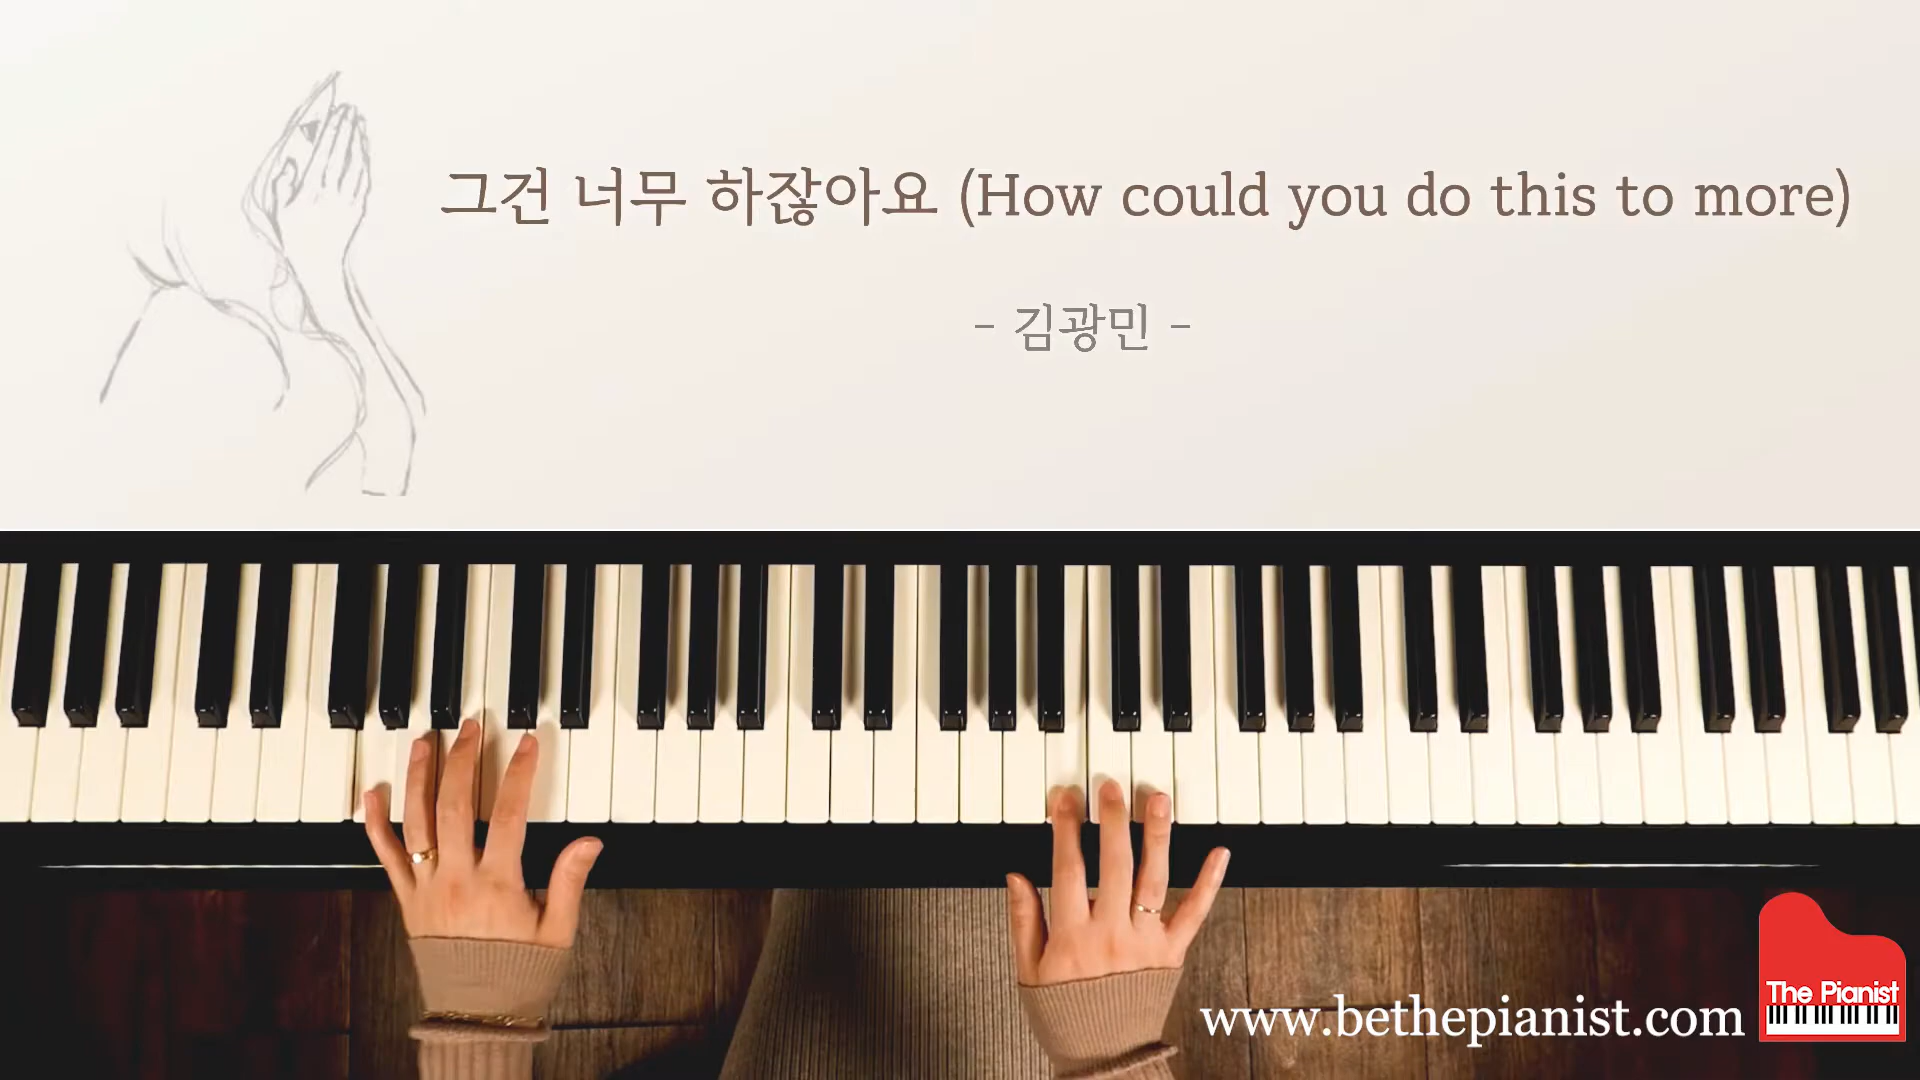 그건 너무 하잖아요 (How could you do this to more)
- 김광민 -
www.bethepianist.com
The Pianist